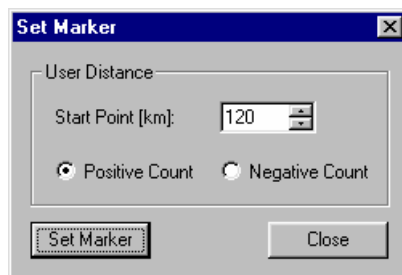 Set Marker
User Distance
Start Point [km]: 120
Positive Count Negative Count
Set Marker Close